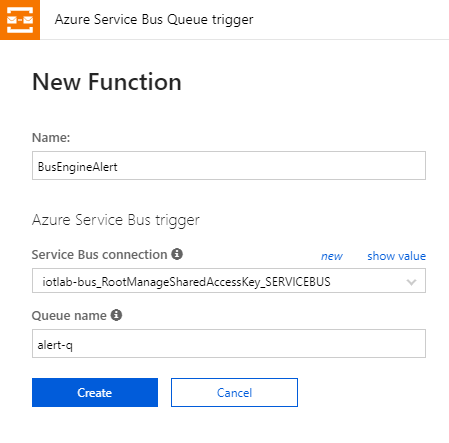 Azure Service Bus Queue trigger
New Function
Name:
BusEngineAlert
Azure Service Bus trigger
Service Bus connection new show value
iotlab-bus_RootManageSharedAccessKey_SERVICEBUS
Queue name
alert-q
Create Cancel